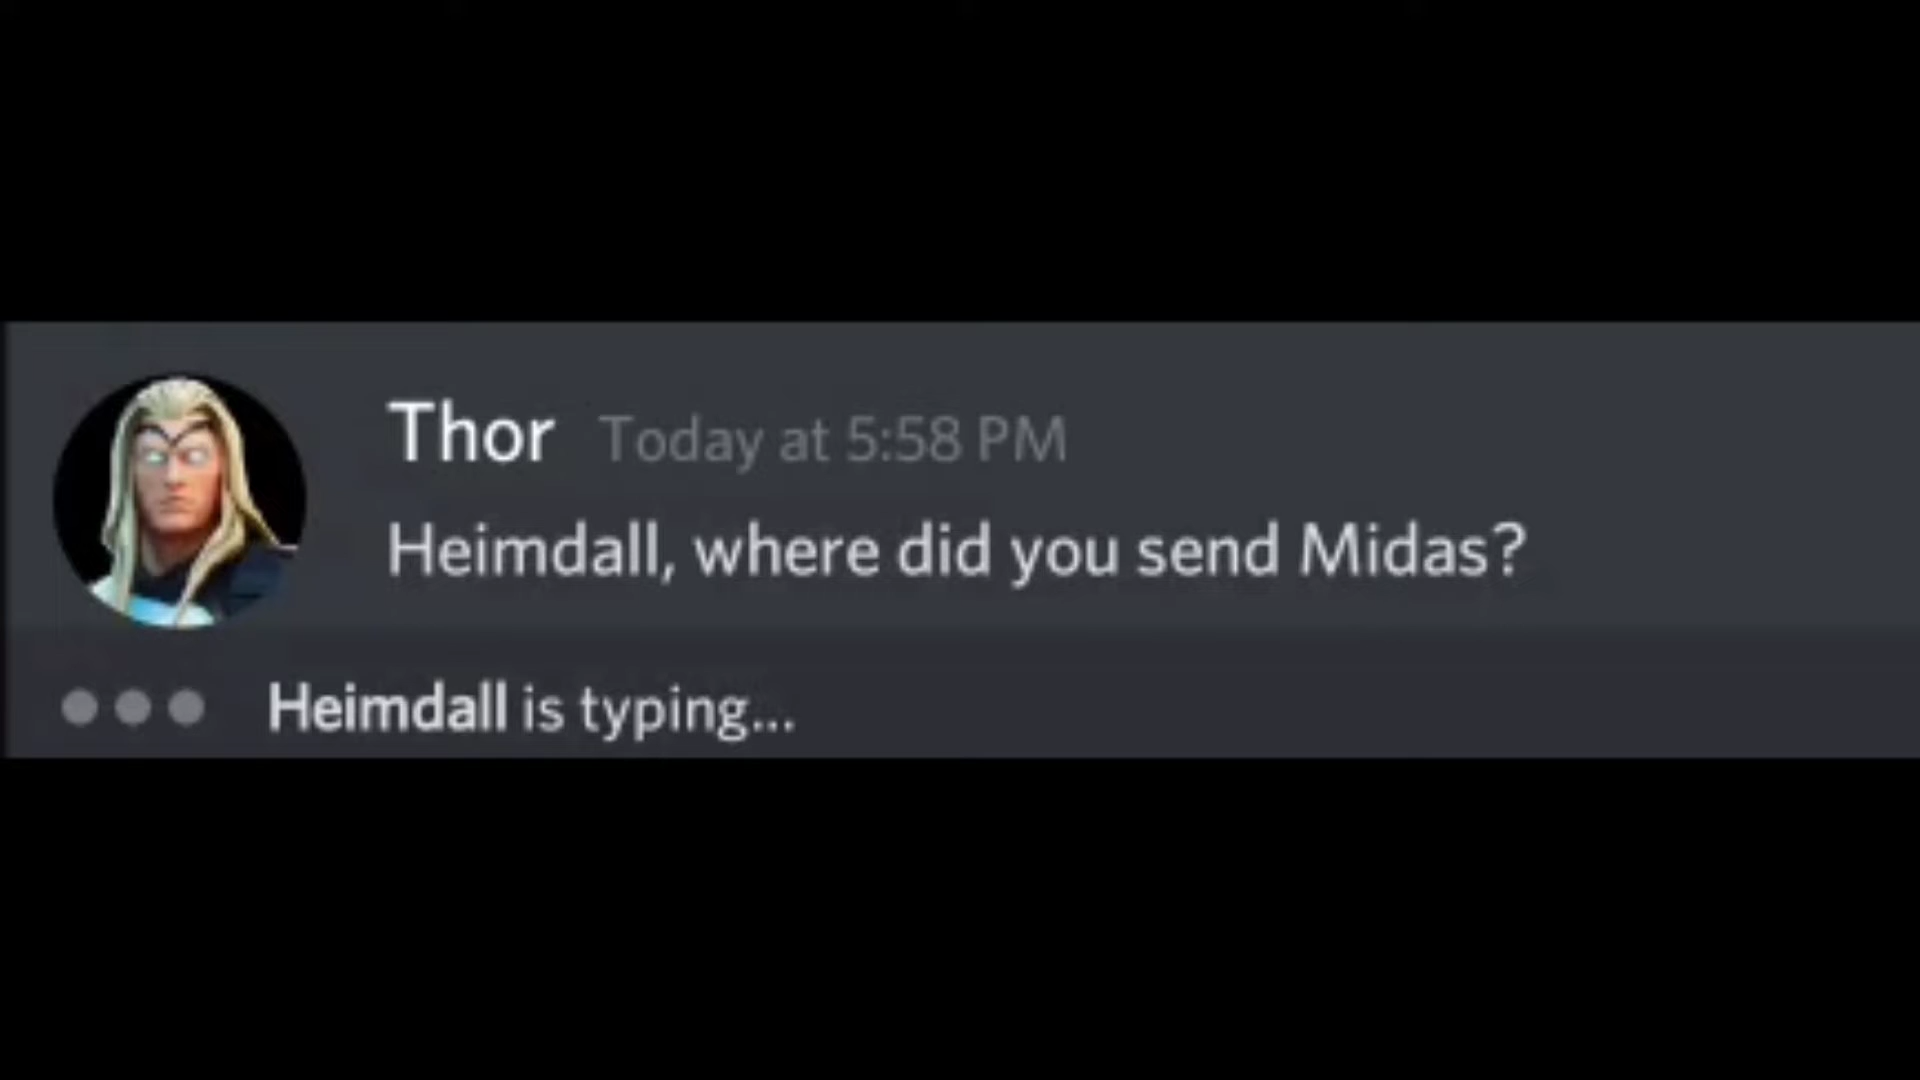 Thor Today at 5:58 PM
Heimdall, where did you send Midas?
Heimdall is typing...